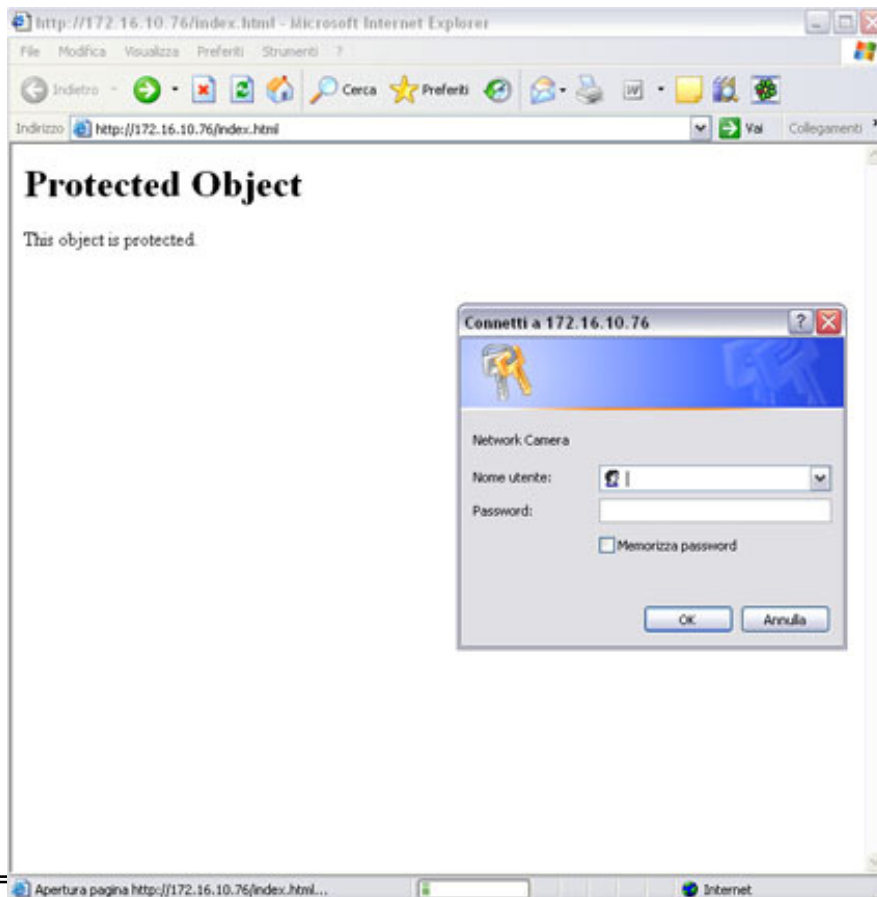 http://172.16.10.76/index.html - Microsoft Internet Explorer
File Modifica Visualizza Preferiti Strumenti ?
Indietro Cerca Preferiti
Indirizzo http://172.16.10.76/index.html Vai Collegamenti
Protected Object
This object is protected.
Connetti a 172.16.10.76
Network Camera
Nome utente:
Password:
Memorizza password
OK Annulla
Apertura pagina http://172.16.10.76/index.html... Internet